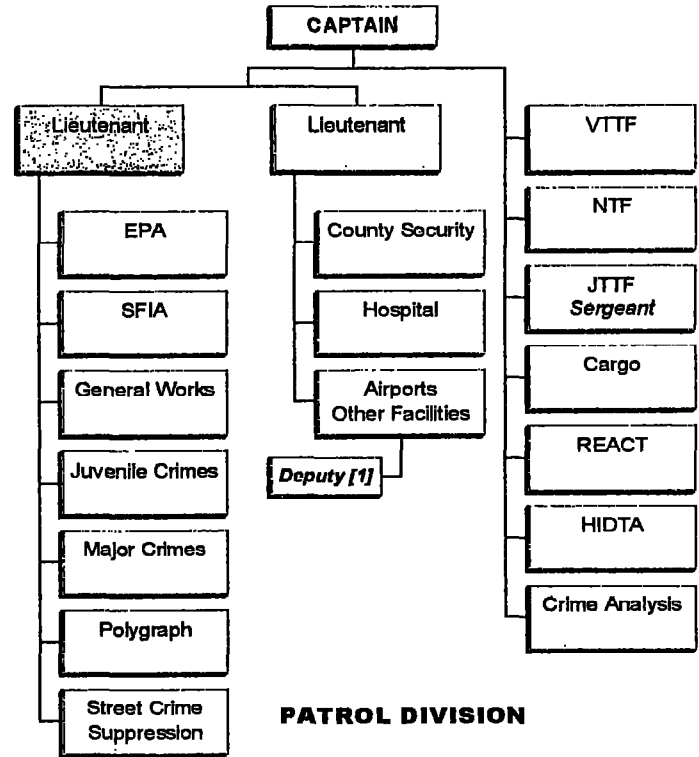 CAPTAIN
Lieutenant
EPA
SFIA
General Works
Juvenile Crimes
Major Crimes
Polygraph
Street Crime
Suppression
Lieutenant
County Security
Hospital
Airports
Other Facilities
Deputy [1]
VTTF
NTF
JTTF
Sergeant
Cargo
REACT
HIDTA
Crime Analysis
PATROL DIVISION